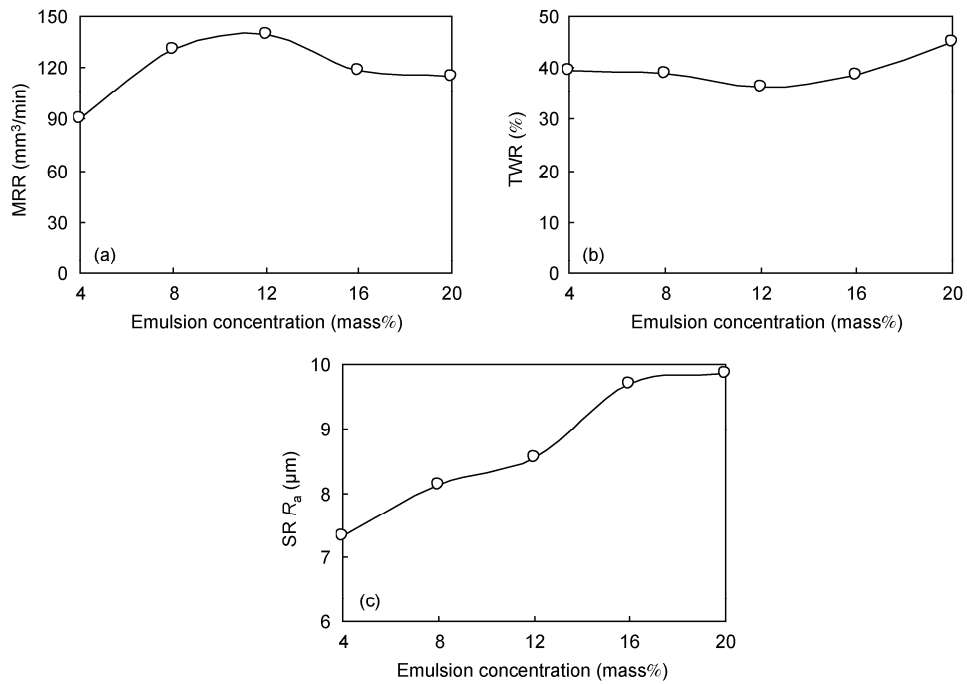 MRR (mm³/min)
150
120
90
60
30
0
(a)
4 8 12 16 20
Emulsion concentration (mass%)
TWR (%)
50
40
30
20
10
0
(b)
4 8 12 16 20
Emulsion concentration (mass%)
SR Rₐ (μm)
10
9
8
7
6
(c)
4 8 12 16 20
Emulsion concentration (mass%)